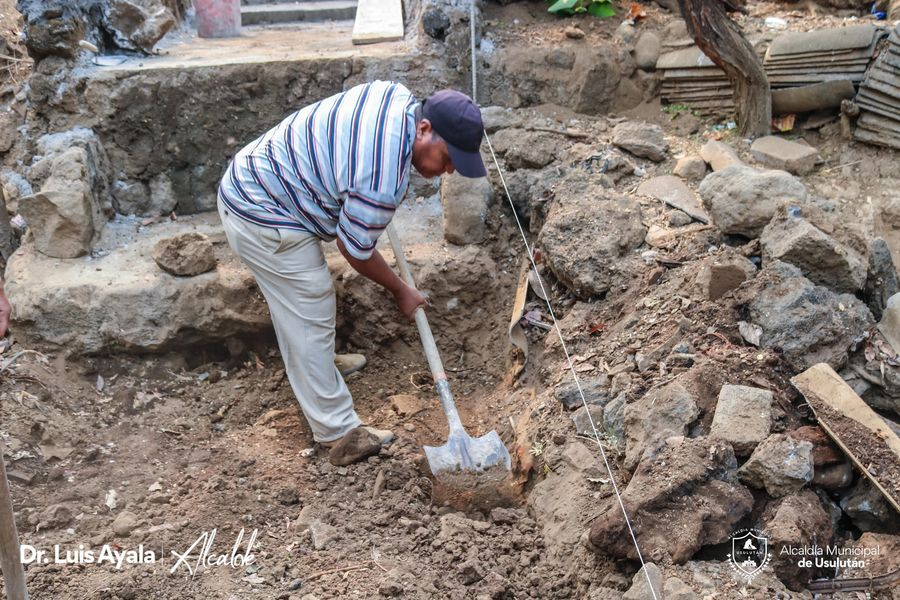 Dr. Luis Ayala | Alcalde
Alcaldía Municipal
de Usulután